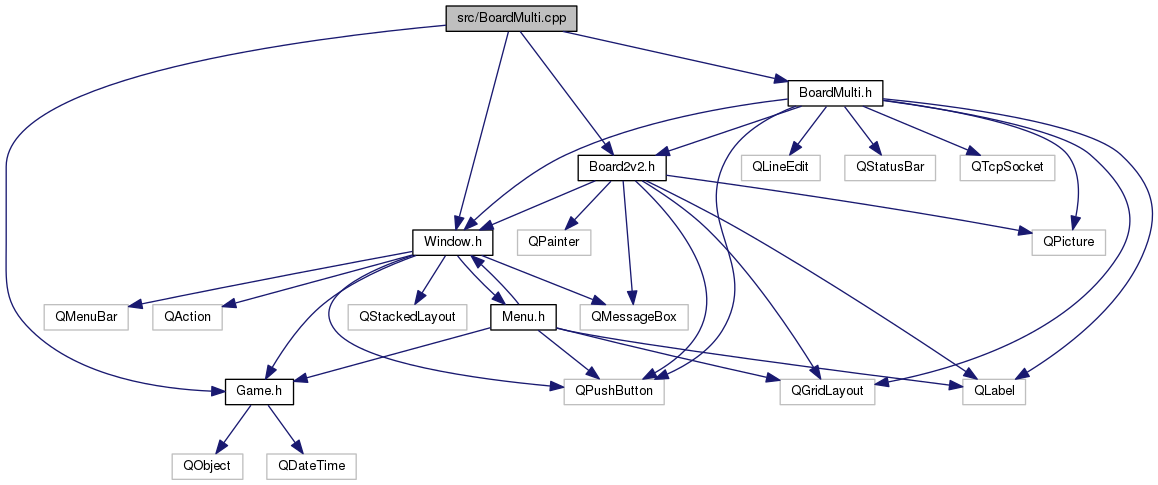 src/BoardMulti.cpp
BoardMulti.h
Board2v2.h
QLineEdit
QStatusBar
QTcpSocket
Window.h
QPainter
QPicture
QMenuBar
QAction
QStackedLayout
Menu.h
QMessageBox
Game.h
QPushButton
QGridLayout
QLabel
QObject
QDateTime